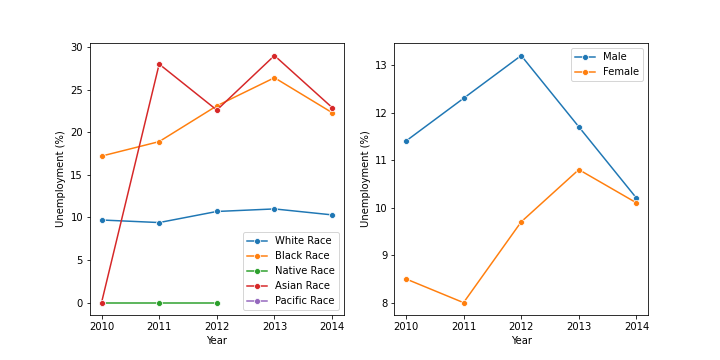 30
25
20
15
10
5
0
Unemployment (%)
2010 2011 2012 2013 2014
Year
White Race
Black Race
Native Race
Asian Race
Pacific Race
13
12
11
10
9
8
Unemployment (%)
2010 2011 2012 2013 2014
Year
Male
Female